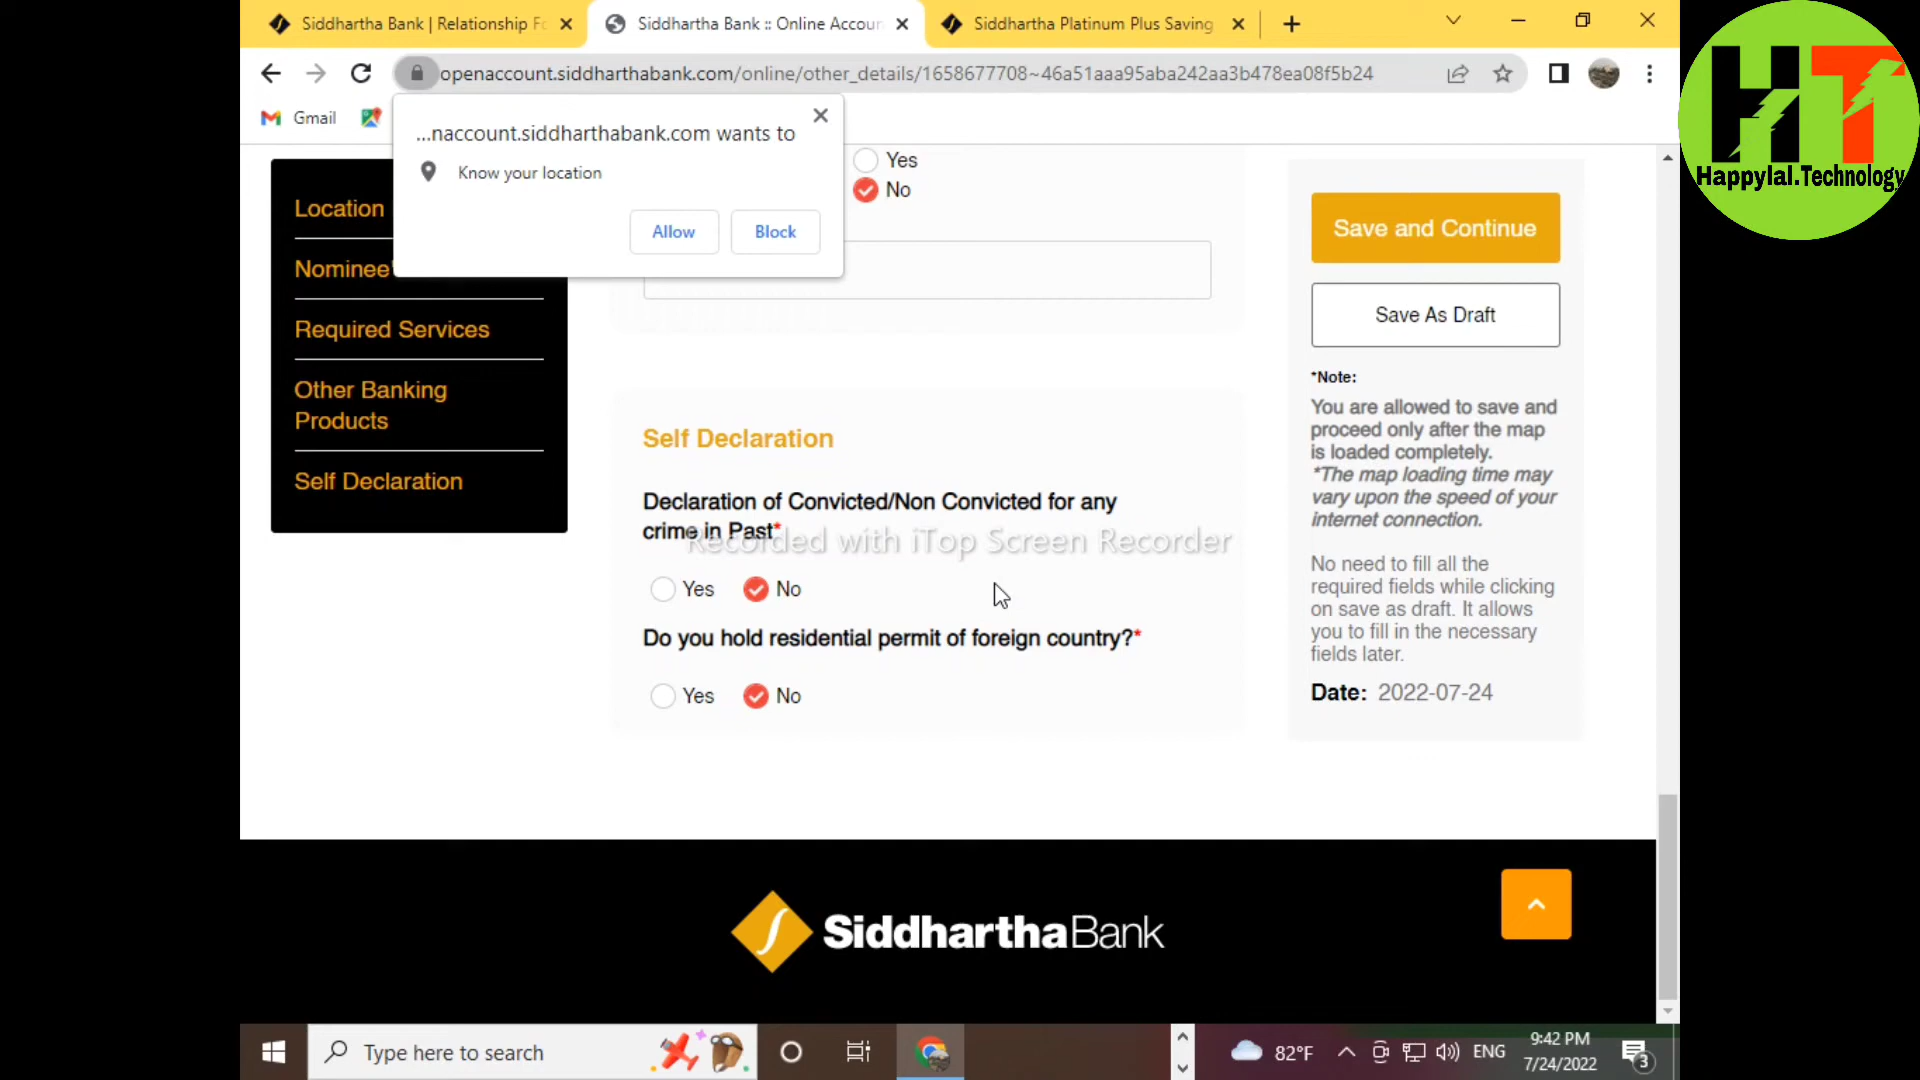 Siddhartha Bank | Relationship Fo
Siddhartha Bank :: Online Accoun
Siddhartha Platinum Plus Saving
openaccount.siddharthabank.com/online/other_details/1658677708~46a51aaa95aba242aa3b478ea08f5b24
Gmail
...naccount.siddharthabank.com wants to
Know your location
Allow
Block
HT
Happylal.Technology
Location
Nominee
Required Services
Other Banking
Products
Self Declaration
Yes
No
Self Declaration
Declaration of Convicted/Non Convicted for any
crime in Past*
Recorded with iTop Screen Recorder
Yes No
Do you hold residential permit of foreign country?*
Yes No
Save and Continue
Save As Draft
*Note:
You are allowed to save and
proceed only after the map
is loaded completely.
*The map loading time may
vary upon the speed of your
internet connection.
No need to fill all the
required fields while clicking
on save as draft. It allows
you to fill in the necessary
fields later.
Date: 2022-07-24
SiddharthaBank
Type here to search
82°F
ENG
9:42 PM
7/24/2022
3